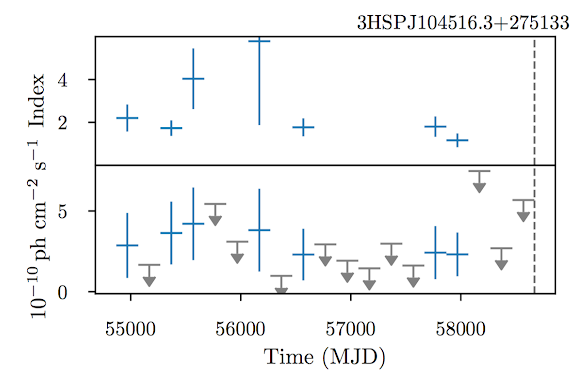 3HSPJ104516.3+275133
4
2
Index
5
0
10⁻¹⁰ ph cm⁻² s⁻¹
55000 56000 57000 58000
Time (MJD)